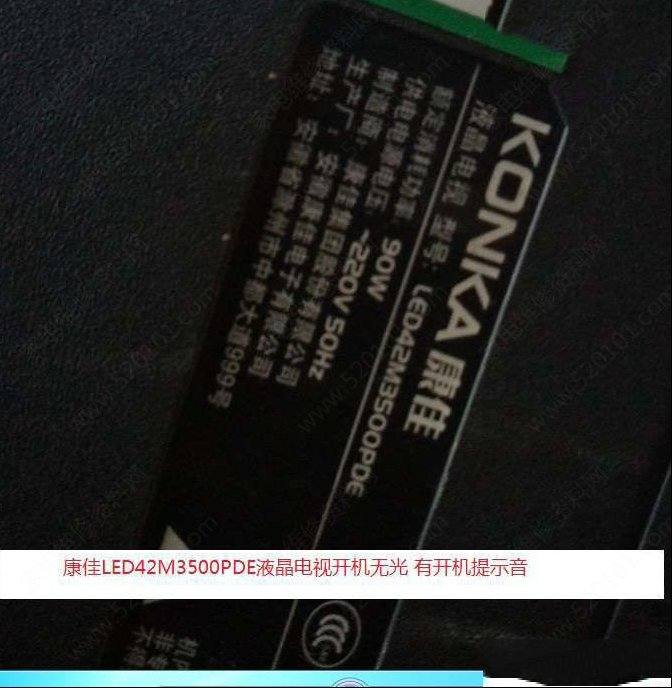 KONKA 康佳
液晶电视 型号: LED42M3500PDE
额定消耗功率: 90W
供电电源电压: ~220V 50Hz
制造商: 康佳集团股份有限公司
生产厂: 安徽康佳电子有限公司
地址: 安徽省滁州市中都大道999号
康佳LED42M3500PDE液晶电视开机无光 有开机提示音